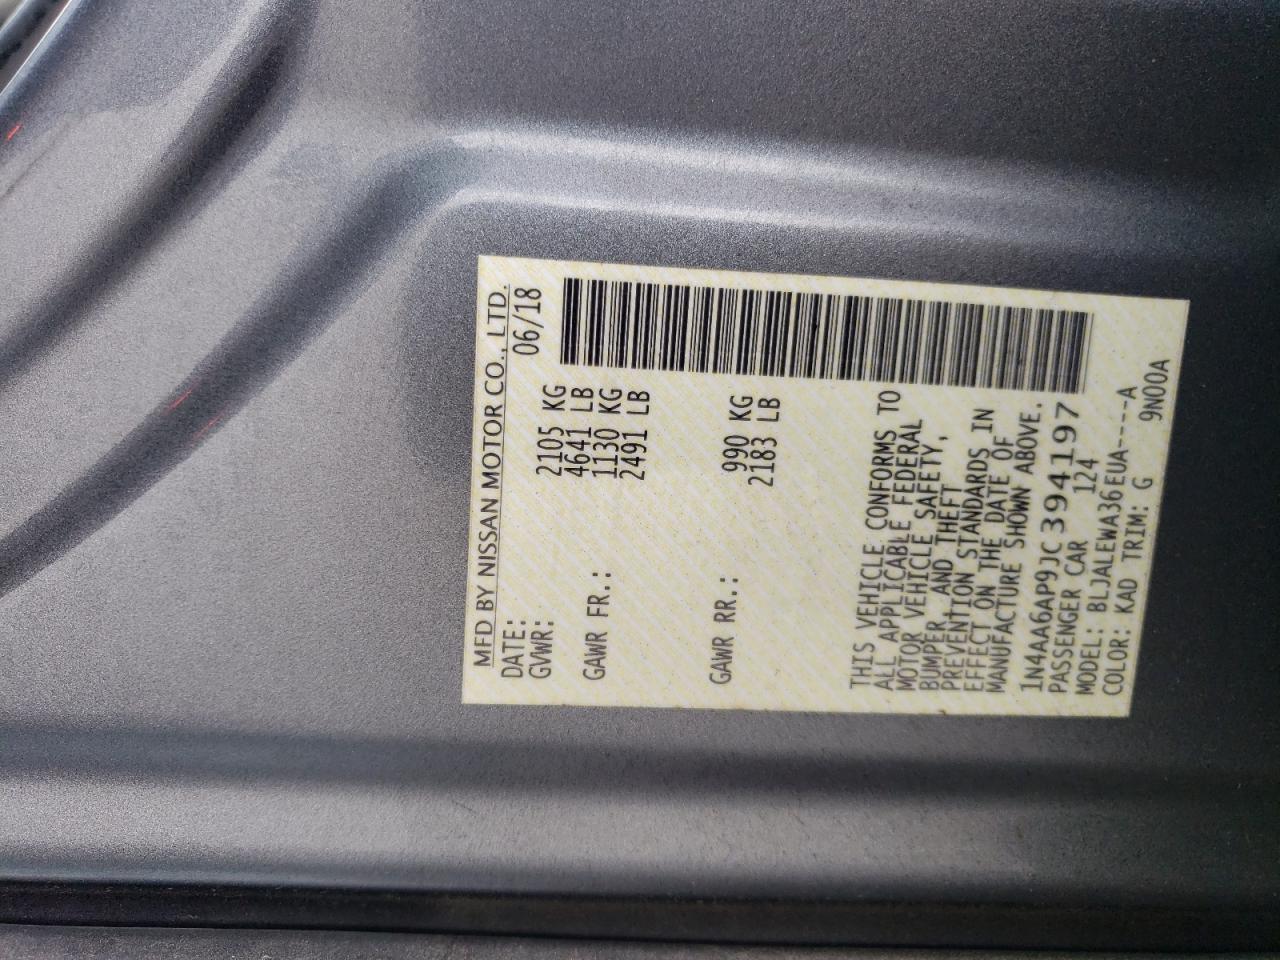 MFD BY NISSAN MOTOR CO., LTD.
DATE: 06/18
GVWR: 2105 KG
4641 LB
GAWR FR.: 1130 KG
2491 LB
GAWR RR.: 990 KG
2183 LB
THIS VEHICLE CONFORMS TO
ALL APPLICABLE FEDERAL
MOTOR VEHICLE SAFETY,
BUMPER, AND THEFT
PREVENTION STANDARDS IN
EFFECT ON THE DATE OF
MANUFACTURE SHOWN ABOVE.
1N4AA6AP9JC394197
PASSENGER CAR 124
MODEL: BLJALEWA36EUA----A
COLOR: KAD TRIM: G 9N00A